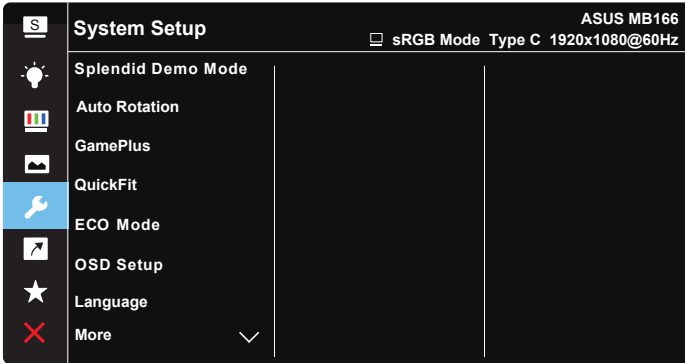 S
System Setup
ASUS MB166
sRGB Mode Type C 1920x1080@60Hz
Splendid Demo Mode
Auto Rotation
GamePlus
QuickFit
ECO Mode
OSD Setup
Language
More